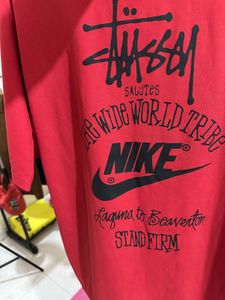 Stüssy
SALUTES
THE WIDE WORLD TRIBE
NIKE®
Laguna to Beaverton
STAND FIRM